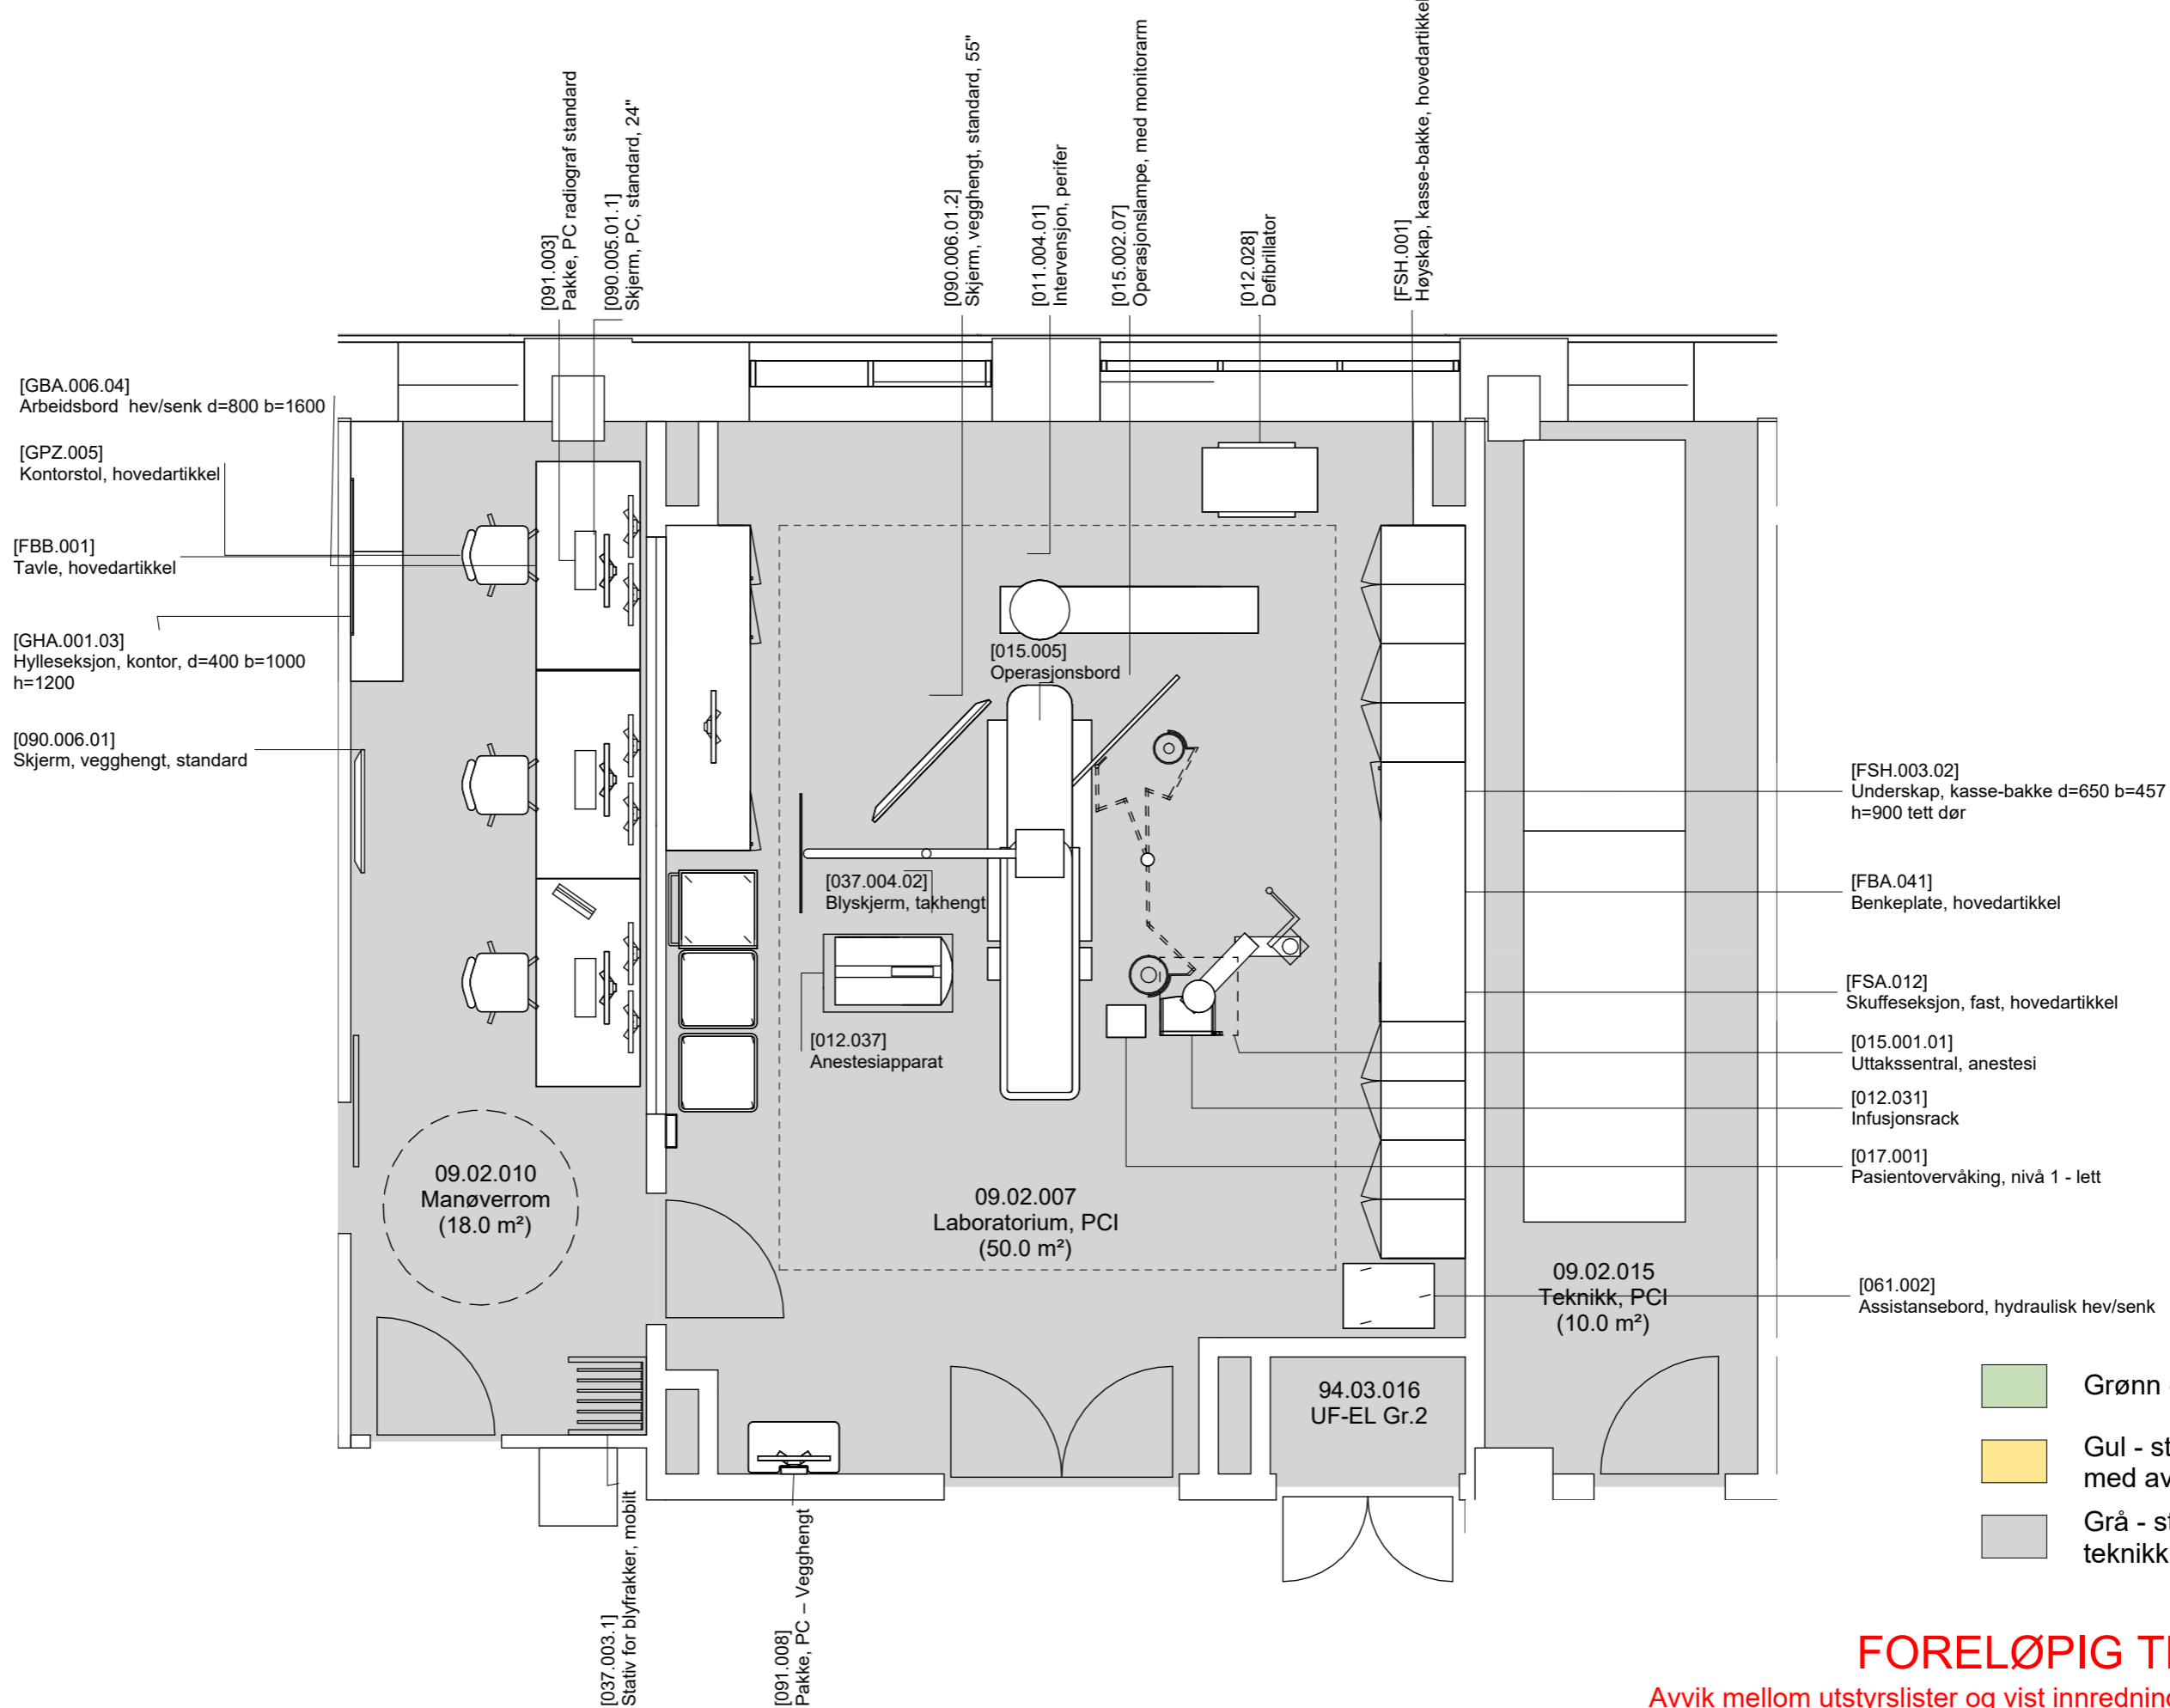 [091.003]
Pakke, PC radiograf standard
[090.005.01.1]
Skjerm, PC, standard, 24"
[090.006.01.2]
Skjerm, vegghengt, standard, 55"
[011.004.01]
Intervensjon, perifer
[015.002.07]
Operasjonslampe, med monitorarm
[012.028]
Defibrillator
[FSH.001]
Høyskap, kasse-bakke, hovedartikkel
[GBA.006.04]
Arbeidsbord hev/senk d=800 b=1600
[GPZ.005]
Kontorstol, hovedartikkel
[FBB.001]
Tavle, hovedartikkel
[GHA.001.03]
Hylleseksjon, kontor, d=400 b=1000
h=1200
[090.006.01]
Skjerm, vegghengt, standard
[015.005]
Operasjonsbord
[037.004.02]
Blyskjerm, takhengt
[012.037]
Anestesiapparat
[FSH.003.02]
Underskap, kasse-bakke d=650 b=457
h=900 tett dør
[FBA.041]
Benkeplate, hovedartikkel
[FSA.012]
Skuffeseksjon, fast, hovedartikkel
[015.001.01]
Uttakssentral, anestesi
[012.031]
Infusjonsrack
[017.001]
Pasientovervåking, nivå 1 - lett
[061.002]
Assistansebord, hydraulisk hev/senk
09.02.010
Manøverrom
(18.0 m²)
09.02.007
Laboratorium, PCI
(50.0 m²)
09.02.015
Teknikk, PCI
(10.0 m²)
94.03.016
UF-EL Gr.2
[037.003.1]
Stativ for blyfrakker, mobilt
[091.008]
Pakke, PC – Vegghengt
Grønn
Gul - st
med av
Grå - st
teknikk
FORELØPIG
Avvik mellom utstyrslister og vist innredning